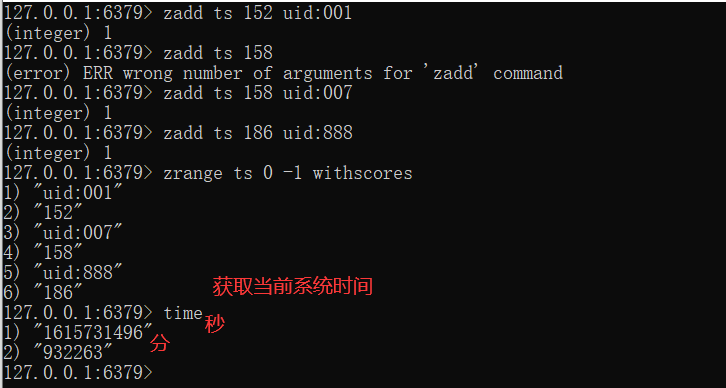 127.0.0.1:6379> zadd ts 152 uid:001
(integer) 1
127.0.0.1:6379> zadd ts 158
(error) ERR wrong number of arguments for 'zadd' command
127.0.0.1:6379> zadd ts 158 uid:007
(integer) 1
127.0.0.1:6379> zadd ts 186 uid:888
(integer) 1
127.0.0.1:6379> zrange ts 0 -1 withscores
1) "uid:001"
2) "152"
3) "uid:007"
4) "158"
5) "uid:888"
6) "186"
获取当前系统时间
127.0.0.1:6379> time
秒
1) "1615731496"
分
2) "932263"
127.0.0.1:6379>